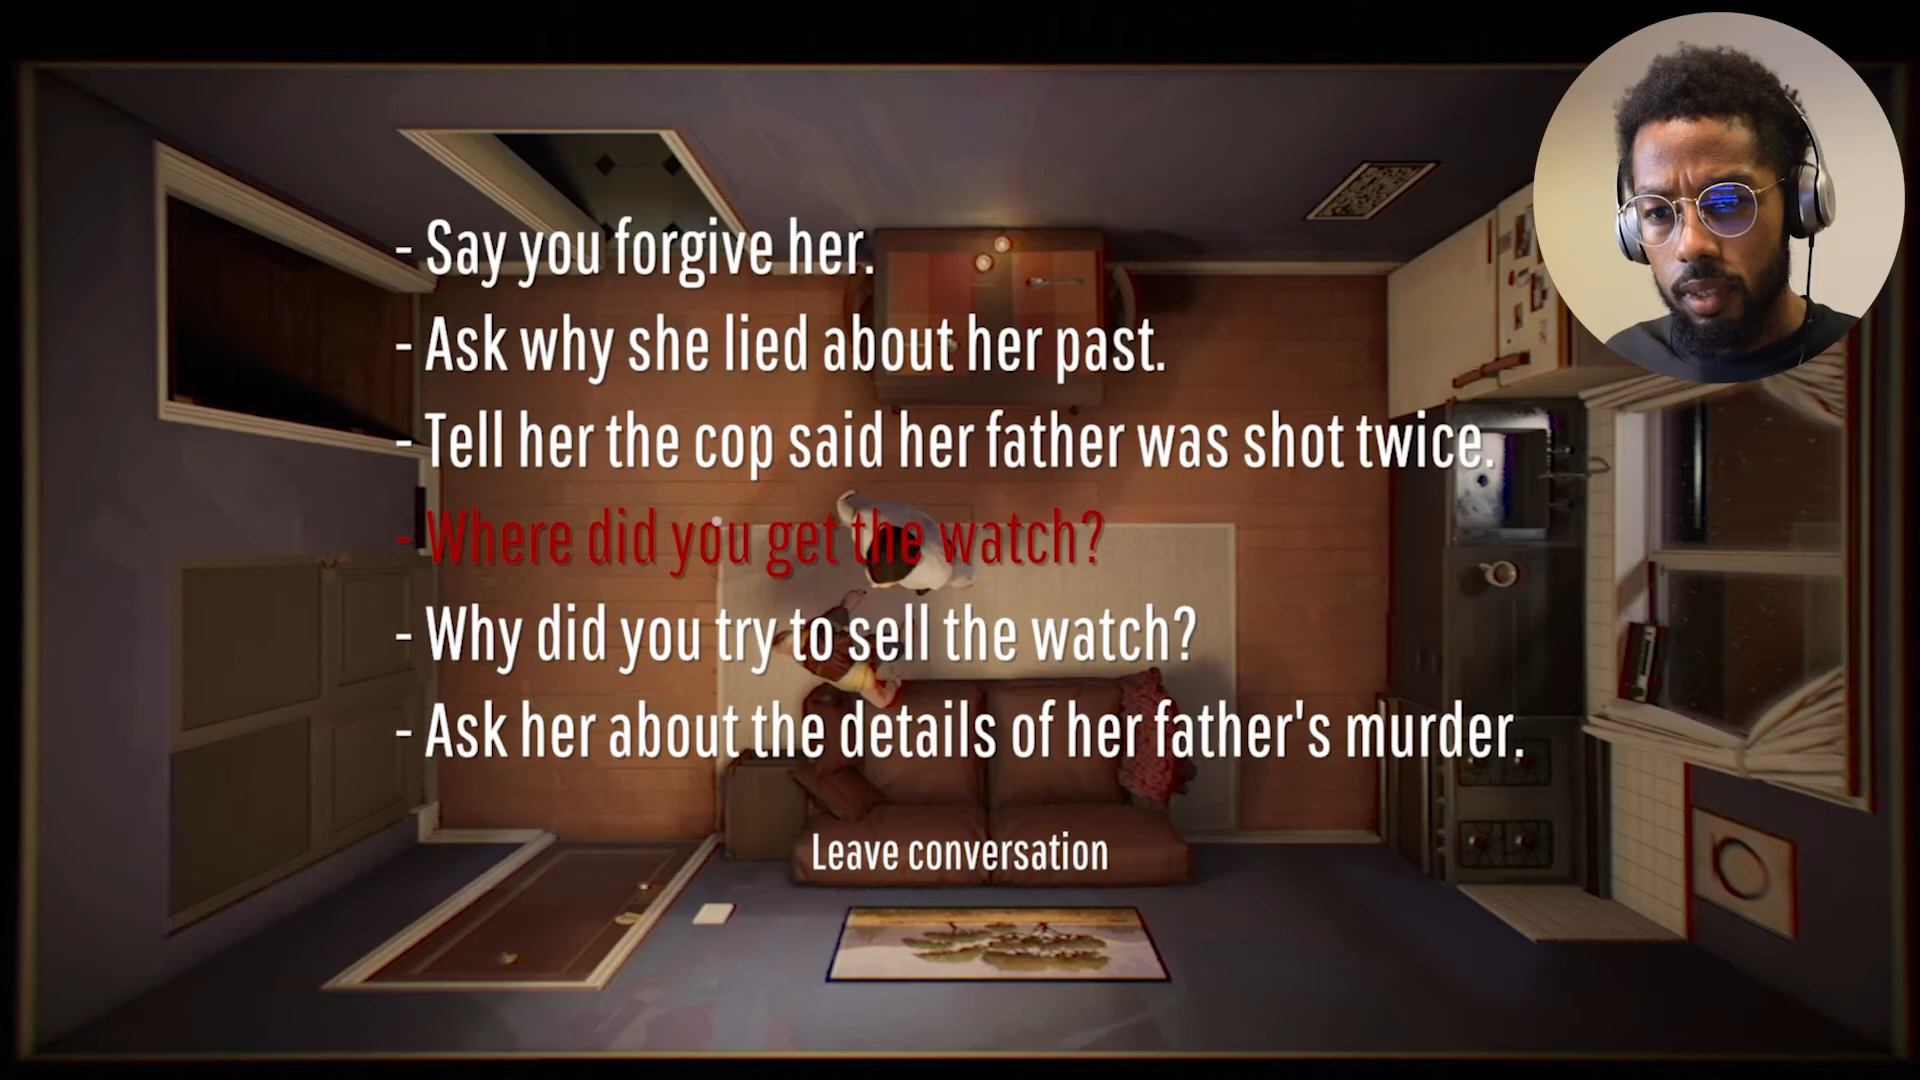 - Say you forgive her.
- Ask why she lied about her past.
- Tell her the cop said her father was shot twice.
- Where did you get the watch?
- Why did you try to sell the watch?
- Ask her about the details of her father's murder.
Leave conversation